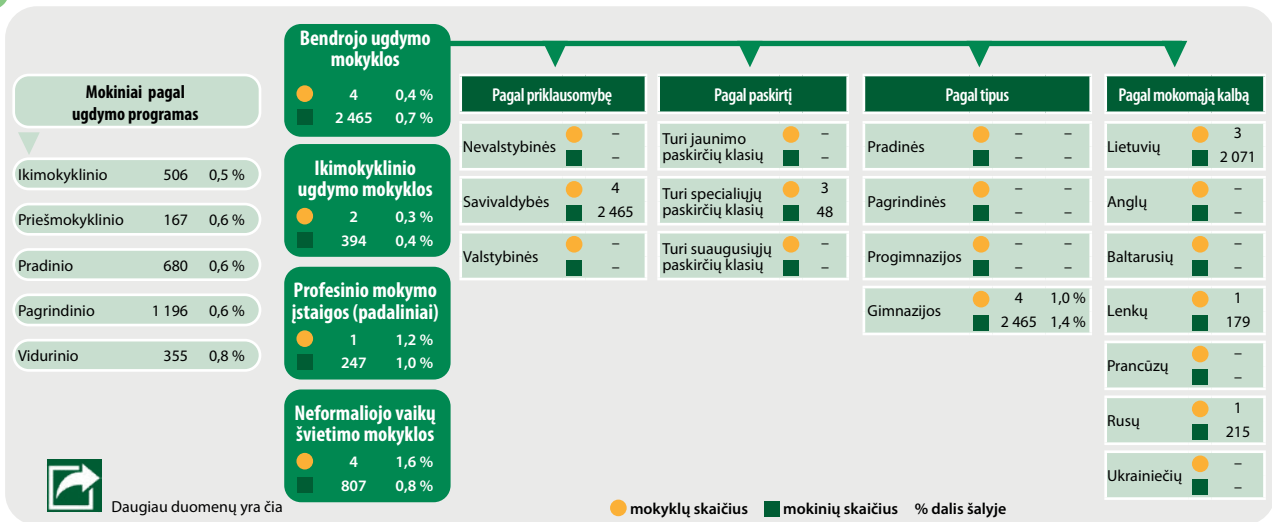 Mokiniai pagal
ugdymo programas
Ikimokyklinio 506 0,5 %
Priešmokyklinio 167 0,6 %
Pradinio 680 0,6 %
Pagrindinio 1 196 0,6 %
Vidurinio 355 0,8 %
Daugiau duomenų yra čia
Bendrojo ugdymo
mokyklos
4 0,4 %
2 465 0,7 %
Ikimokyklinio
ugdymo mokyklos
2 0,3 %
394 0,4 %
Profesinio mokymo
įstaigos (padaliniai)
1 1,2 %
247 1,0 %
Neformaliojo vaikų
švietimo mokyklos
4 1,6 %
807 0,8 %
Pagal priklausomybę
Nevalstybinės –
–
Savivaldybės 4
2 465
Valstybinės –
–
Pagal paskirtį
Turi jaunimo –
paskirčių klasių –
Turi specialiųjų 3
paskirčių klasių 48
Turi suaugusiųjų –
paskirčių klasių –
Pagal tipus
Pradinės – –
– –
Pagrindinės – –
– –
Progimnazijos – –
– –
Gimnazijos 4 1,0 %
2 465 1,4 %
Pagal mokomąją kalbą
Lietuvių 3
2 071
Anglų –
–
Baltarusių –
–
Lenkų 1
179
Prancūzų –
–
Rusų 1
215
Ukrainiečių –
–
mokyklų skaičius mokinių skaičius % dalis šalyje